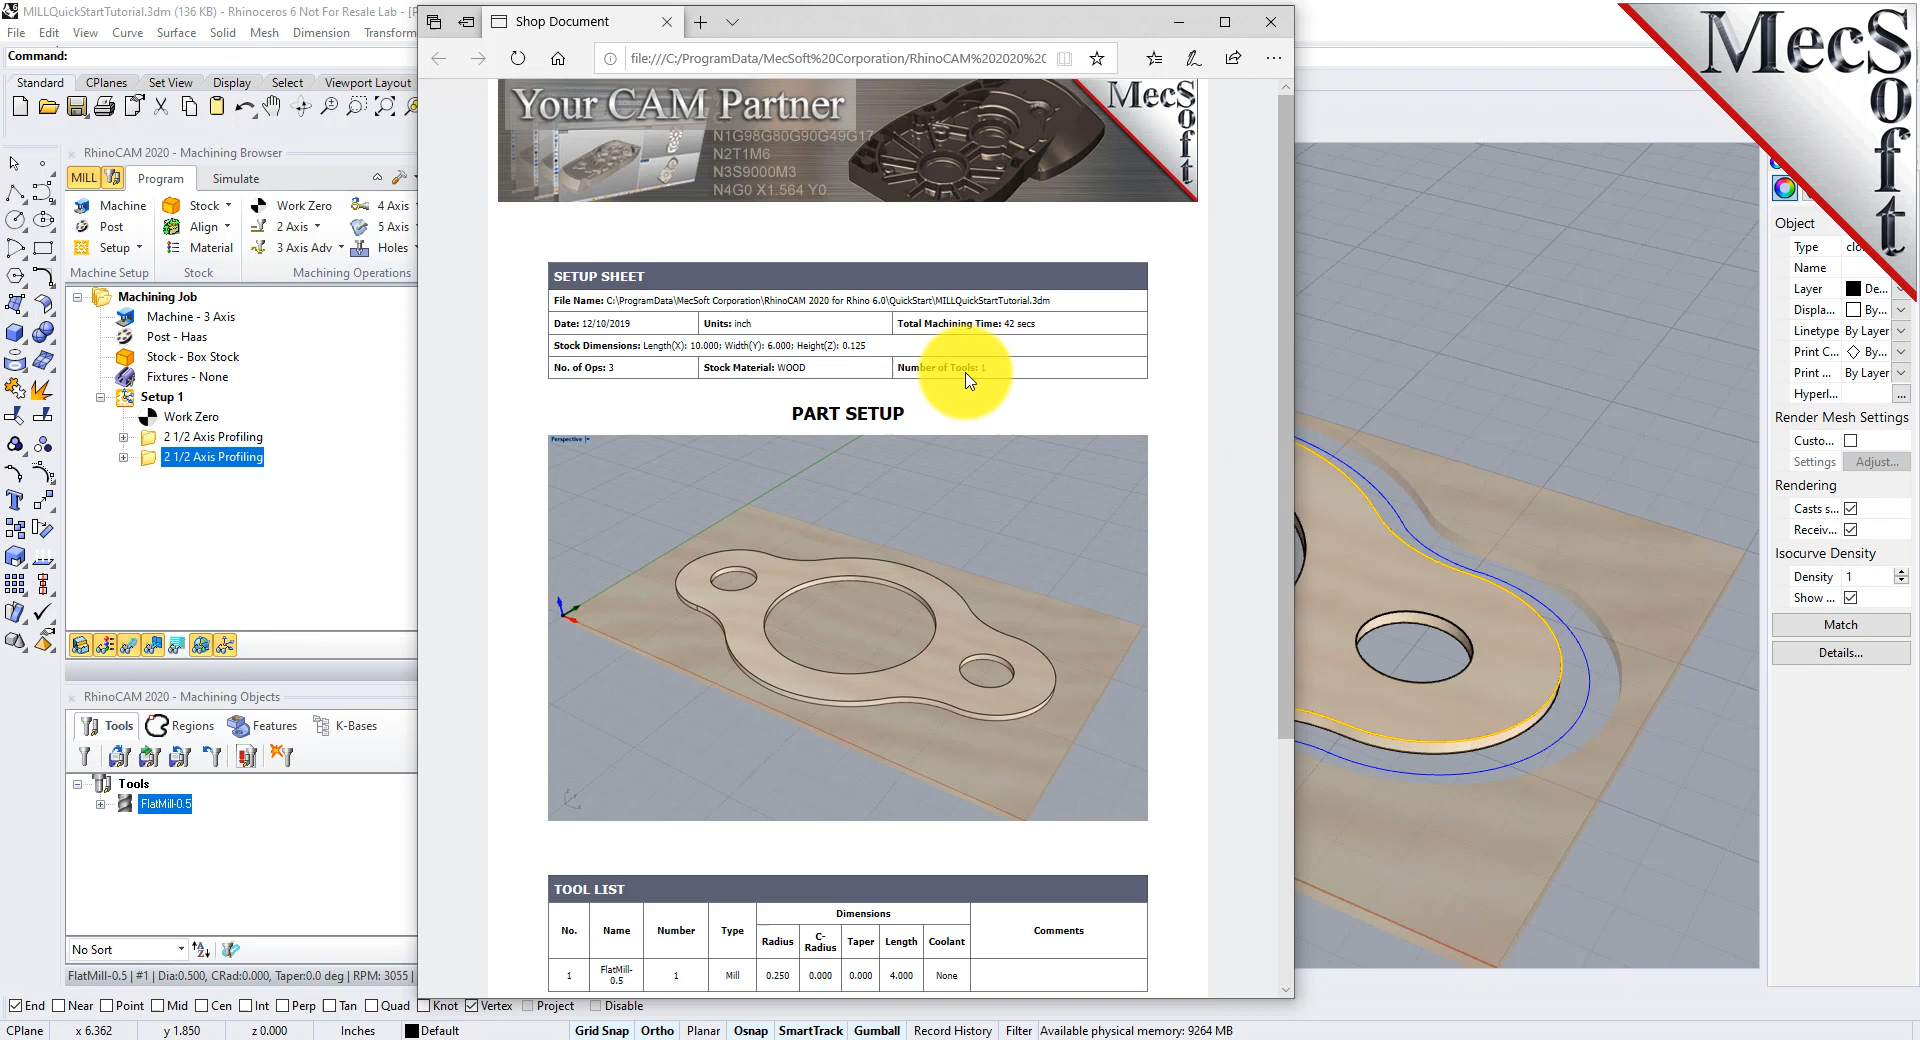 MILLQuickStartTutorial.3dm (136 KB) - Rhinoceros 6 Not For Resale Lab - [P
File Edit View Curve Surface Solid Mesh Dimension Transform
Command:
Standard CPlanes Set View Display Select Viewport Layout
RhinoCAM 2020 - Machining Browser
MILL Program Simulate
Machine Stock Work Zero 4 Axis
Post Align 2 Axis 5 Axis
Setup Material 3 Axis Adv Holes
Machine Setup Stock Machining Operations
Machining Job
Machine - 3 Axis
Post - Haas
Stock - Box Stock
Fixtures - None
Setup 1
Work Zero
2 1/2 Axis Profiling
2 1/2 Axis Profiling
RhinoCAM 2020 - Machining Objects
Tools Regions Features K-Bases
Tools
FlatMill-0.5
No Sort
FlatMill-0.5 | #1 | Dia:0.500, CRad:0.000, Taper:0.0 deg | RPM: 3055 |
Shop Document
file:///C:/ProgramData/MecSoft%20Corporation/RhinoCAM%202020%20
Your CAM Partner
MecSoft
N1G98G80G90G49G17
N2T1M6
N3S9000M3
N4G0 X1.564 Y0.
SETUP SHEET
File Name: C:\ProgramData\MecSoft Corporation\RhinoCAM 2020 for Rhino 6.0\QuickStart\MILLQuickStartTutorial.3dm
Date: 12/10/2019 Units: inch Total Machining Time: 42 secs
Stock Dimensions: Length(X): 10.000; Width(Y): 6.000; Height(Z): 0.125
No. of Ops: 3 Stock Material: WOOD Number of Tools: 1
PART SETUP
Perspective
TOOL LIST
No. Name Number Type Dimensions Comments
Radius C-Radius Taper Length Coolant
1 FlatMill-0.5 1 Mill 0.250 0.000 0.000 4.000 None
MecSoft
Object
Type clo
Name
Layer De...
Displa... By...
Linetype By Layer
Print C... By...
Print ... By Layer
Hyperl... ...
Render Mesh Settings
Custo...
Settings Adjust...
Rendering
Casts s...
Receiv...
Isocurve Density
Density 1
Show ...
Match
Details...
End Near Point Mid Cen Int Perp Tan Quad Knot Vertex Project Disable
CPlane x 6.362 y 1.850 z 0.000 Inches Default Grid Snap Ortho Planar Osnap SmartTrack Gumball Record History Filter Available physical memory: 9264 MB